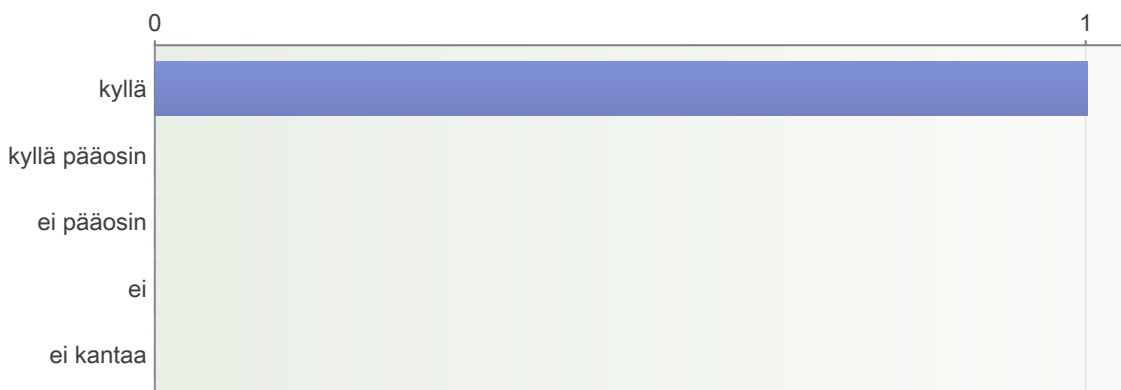 0 1
kyllä
kyllä pääosin
ei pääosin
ei
ei kantaa